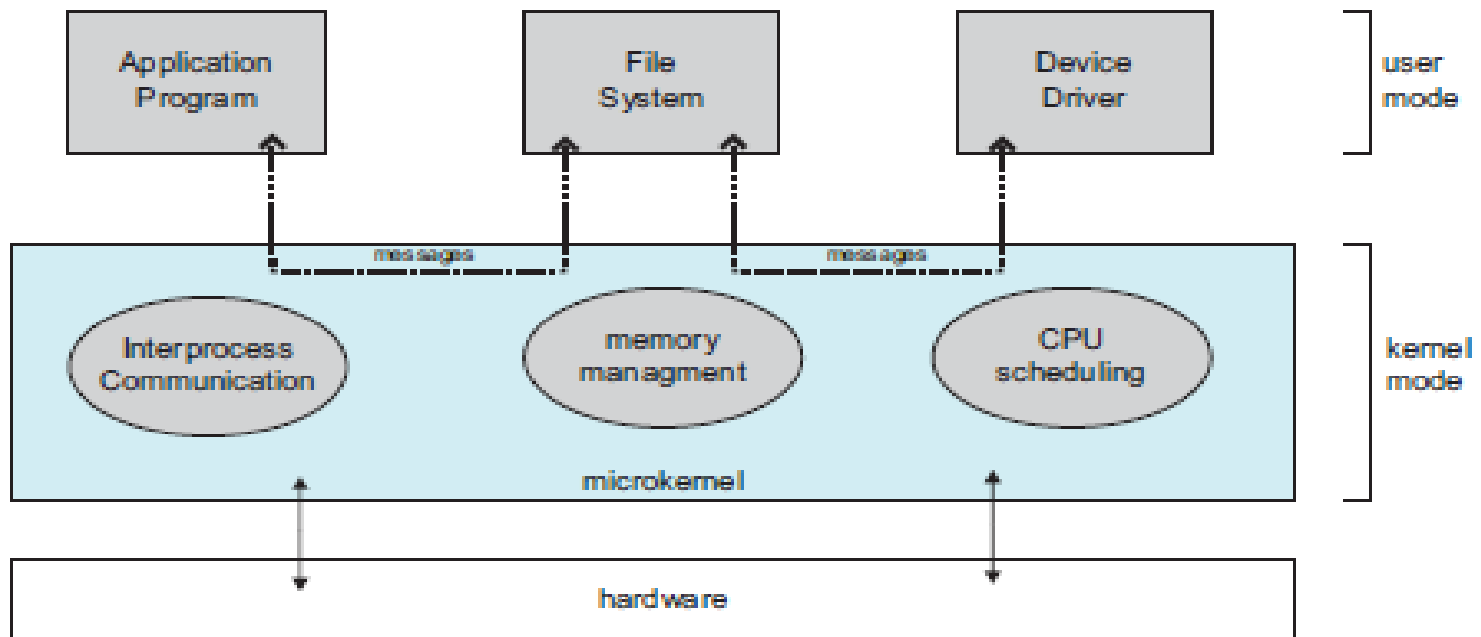 Application
Program
File
System
Device
Driver
user
mode
messages
messages
Interprocess
Communication
memory
managment
CPU
scheduling
kernel
mode
microkernel
hardware